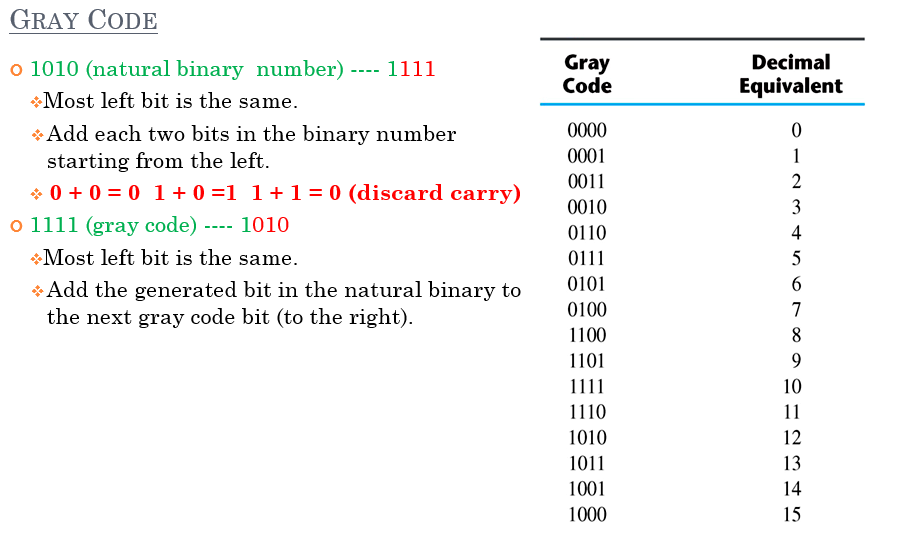 GRAY CODE
1010 (natural binary number) ---- 1111
Most left bit is the same.
Add each two bits in the binary number
starting from the left.
0 + 0 = 0 1 + 0 =1 1 + 1 = 0 (discard carry)
1111 (gray code) ---- 1010
Most left bit is the same.
Add the generated bit in the natural binary to
the next gray code bit (to the right).
Gray Decimal
Code Equivalent
0000 0
0001 1
0011 2
0010 3
0110 4
0111 5
0101 6
0100 7
1100 8
1101 9
1111 10
1110 11
1010 12
1011 13
1001 14
1000 15